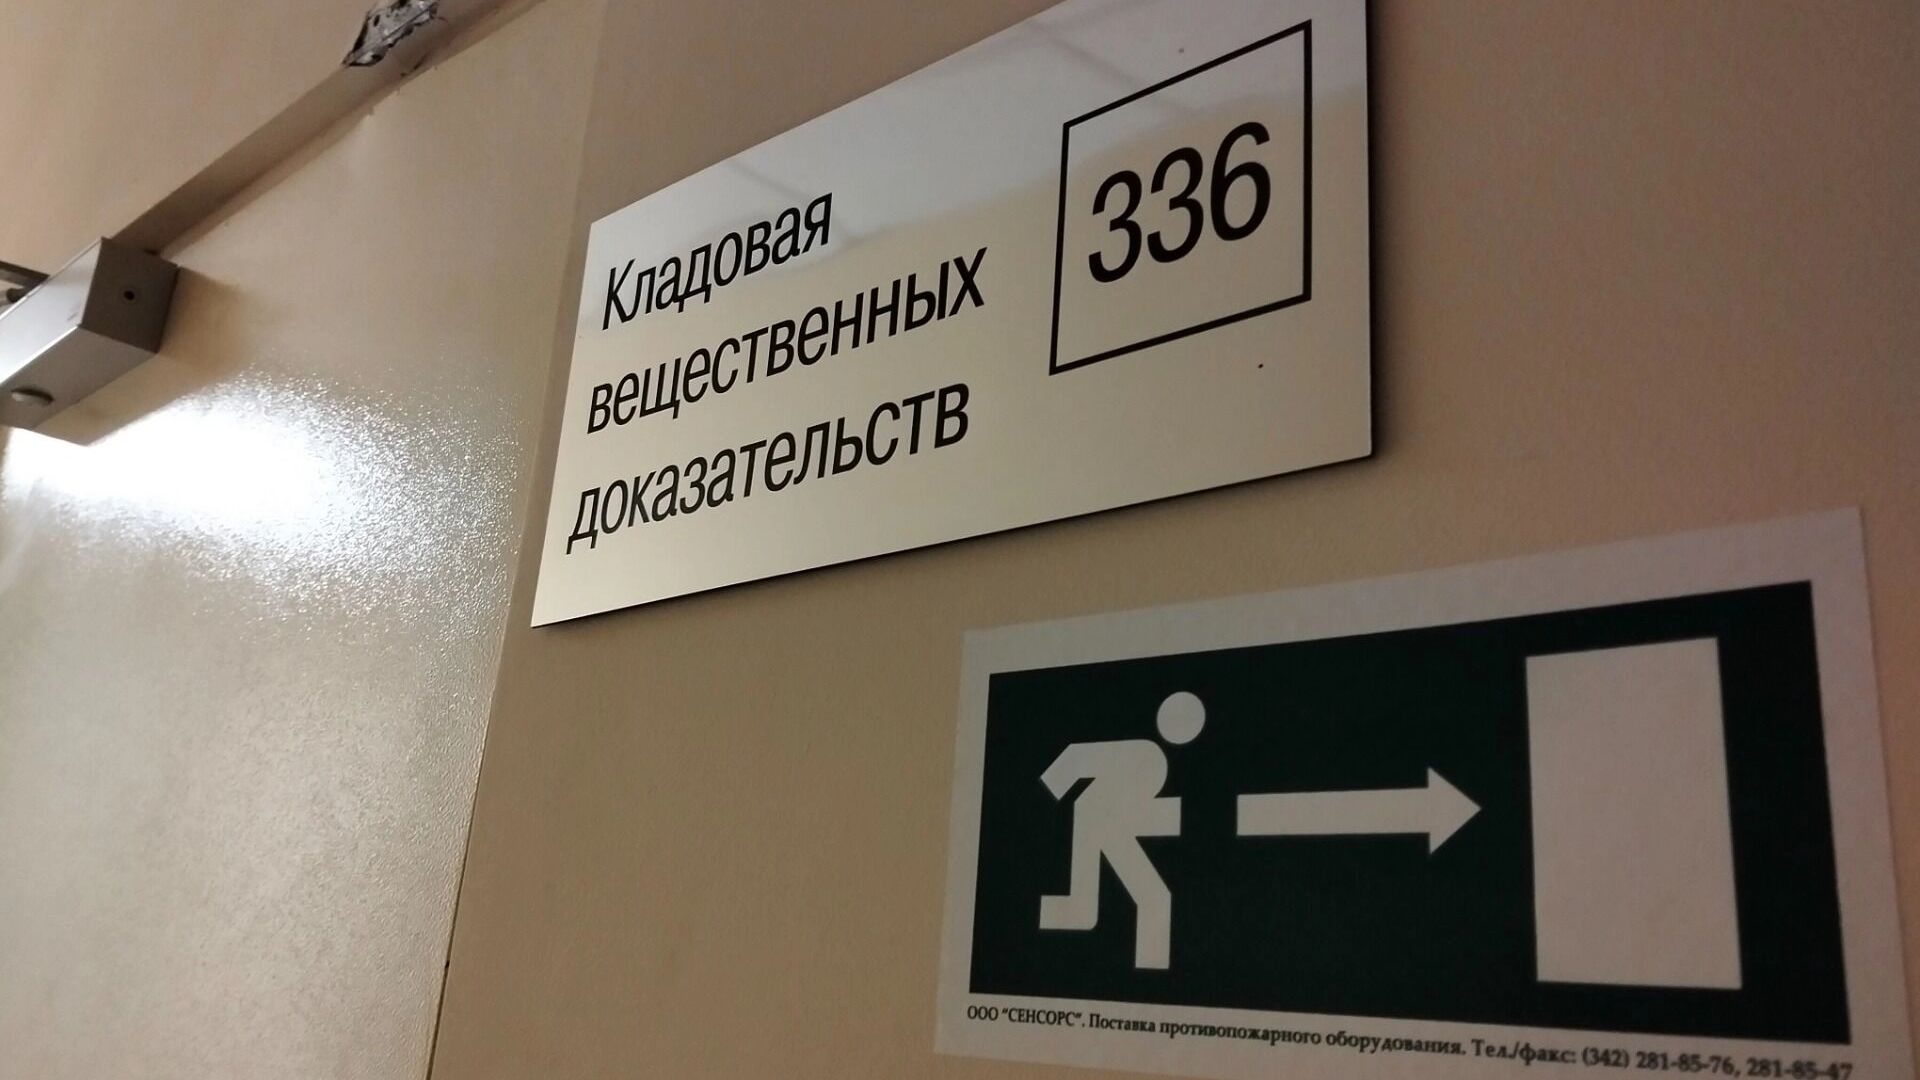 Кладовая
вещественных
доказательств
336
ООО "СЕНСОРС". Поставка противопожарного оборудования. Тел./факс: (342) 281-85-76, 281-85-47